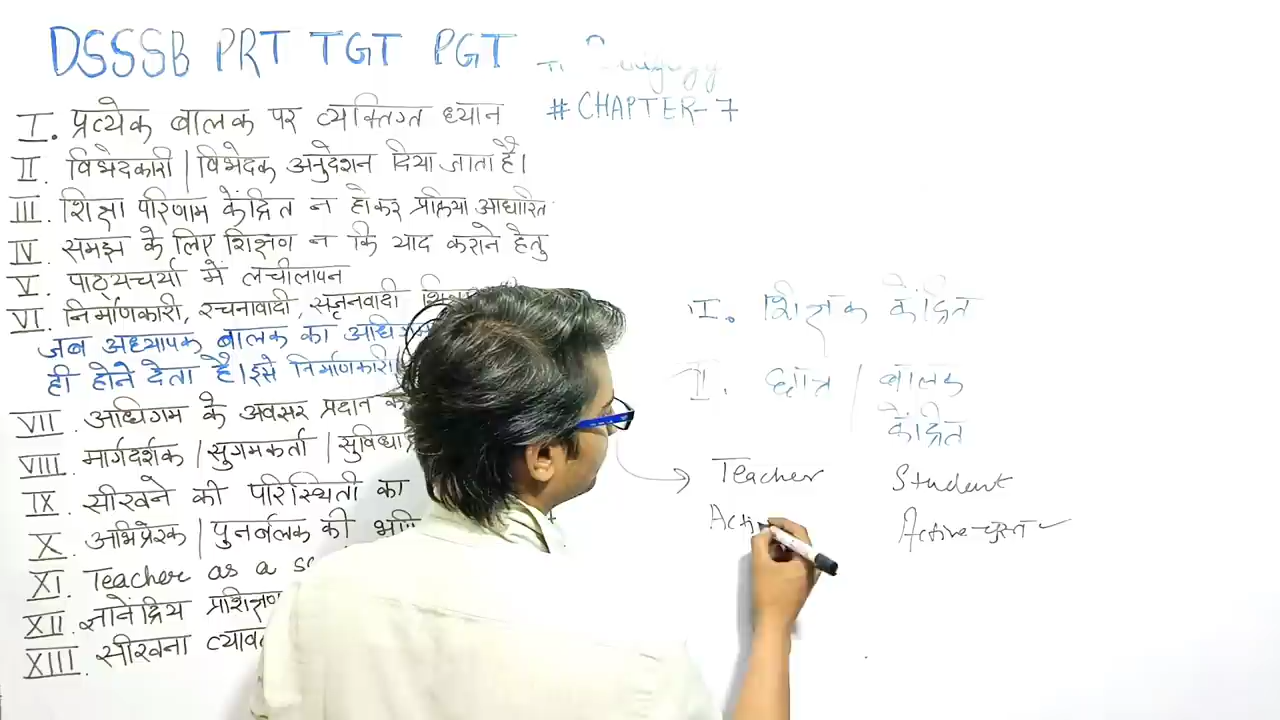 DSSSB PRT TGT PGT
# CHAPTER-7
I. प्रत्येक बालक पर व्यक्तिगत ध्यान
II. विभेदकारी | विभेदक अनुदेशन दिया जाता है।
III. शिक्षा परिणाम केंद्रित न होकर प्रक्रिया आधारित
IV. समझ के लिए शिक्षण न कि याद कराने हेतु
V. पाठ्यचर्या में लचीलापन
VI. निर्माणकारी, रचनावादी, सृजनवादी
जब अध्यापक बालक का
ही होने देता है। इसे निर्माणकारी
VII. अधिगम के अवसर प्रदान
VIII. मार्गदर्शक | सुगमकर्ता |
IX. सीखने की परिस्थिती का
X. अभिप्रेरक | पुनर्बलक की
XI. Teacher as a
XII. ज्ञानेंद्रिय
XIII. सीखना
I. शिक्षक केंद्रित
II. छात्र | बालक
केंद्रित
Teacher Student
Active-चुस्त ✓